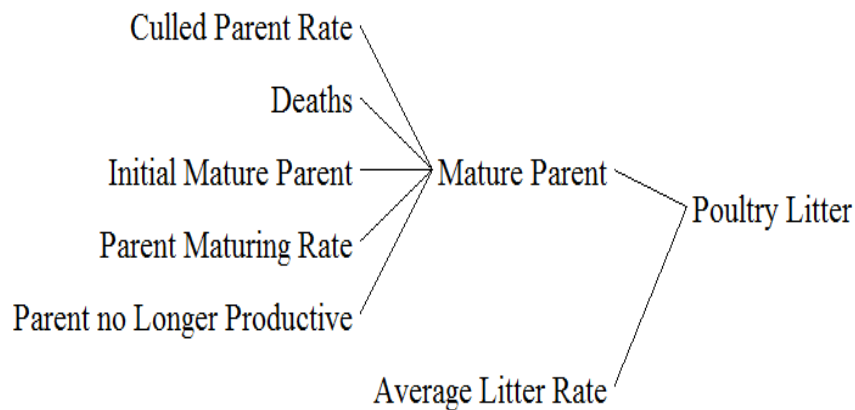 Culled Parent Rate
Deaths
Initial Mature Parent
Mature Parent
Poultry Litter
Parent Maturing Rate
Parent no Longer Productive
Average Litter Rate